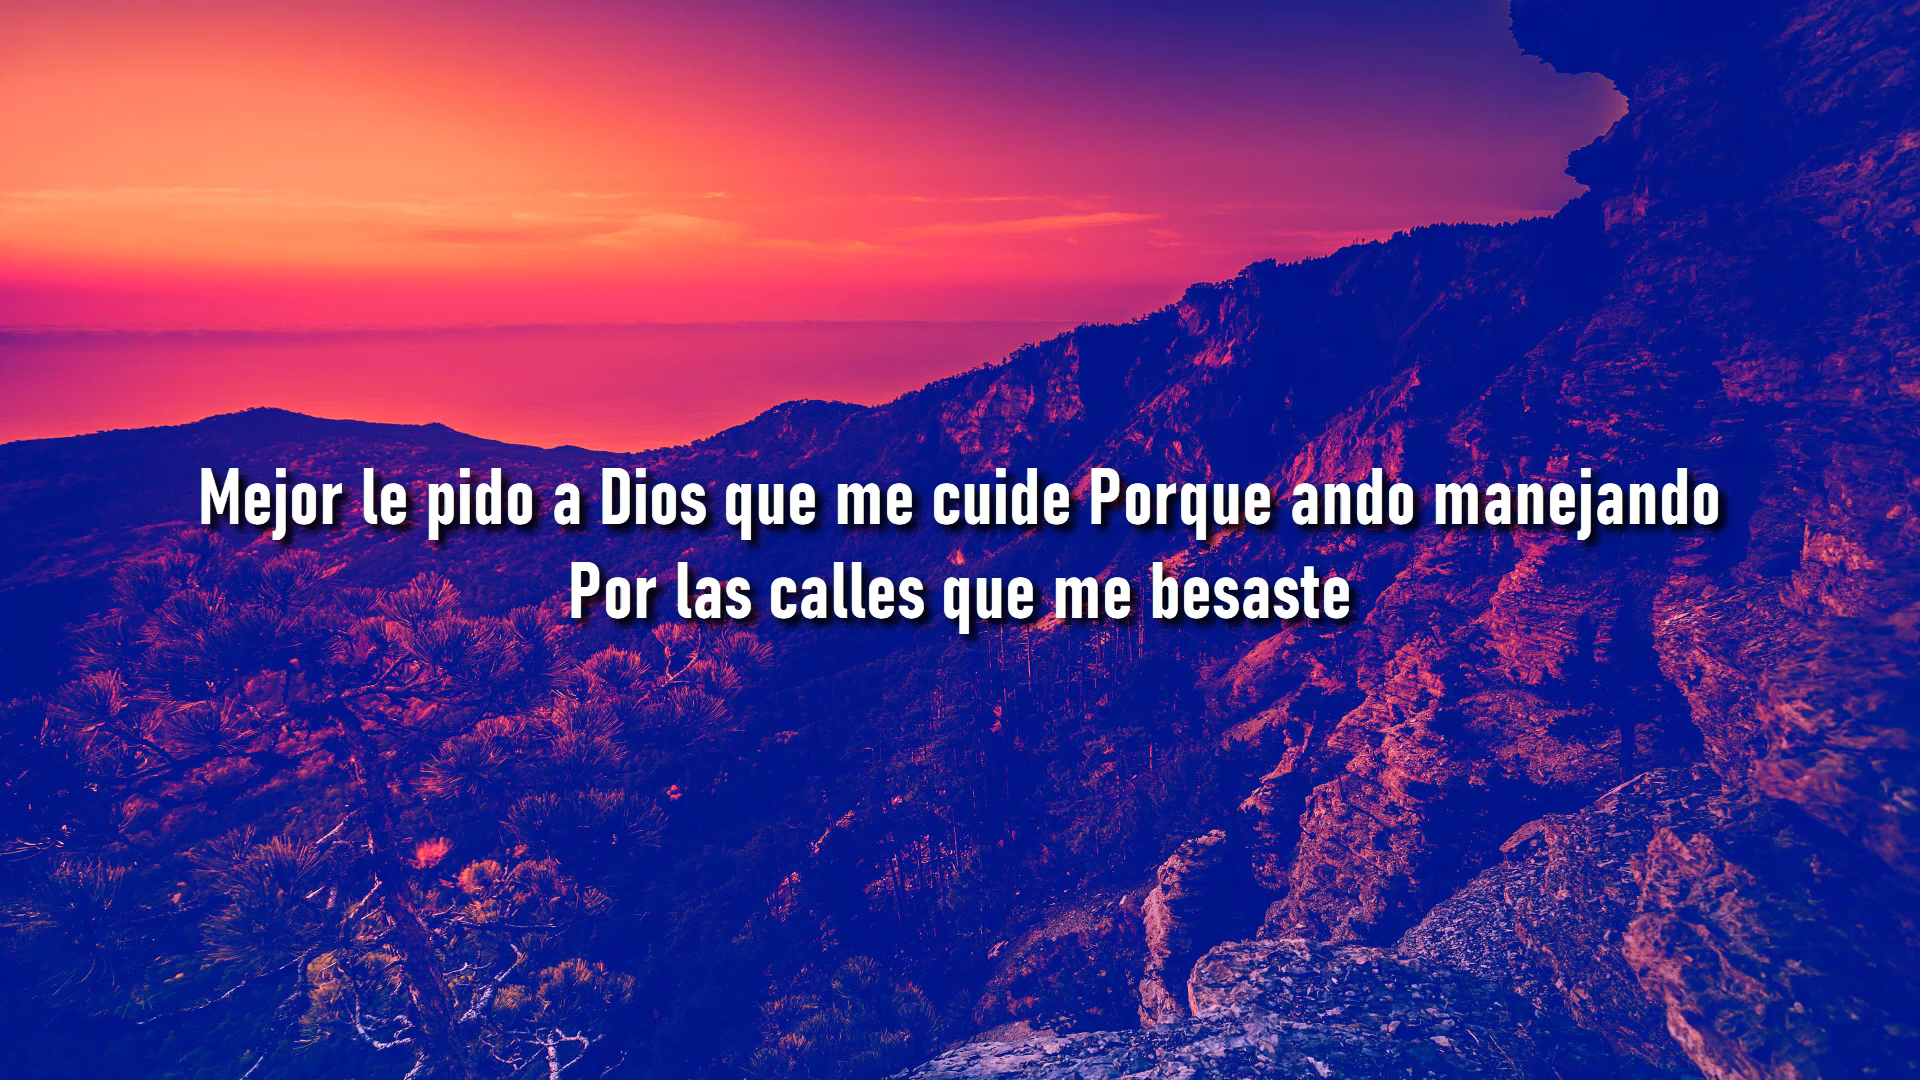 Mejor le pido a Dios que me cuide Porque ando manejando
Por las calles que me besaste